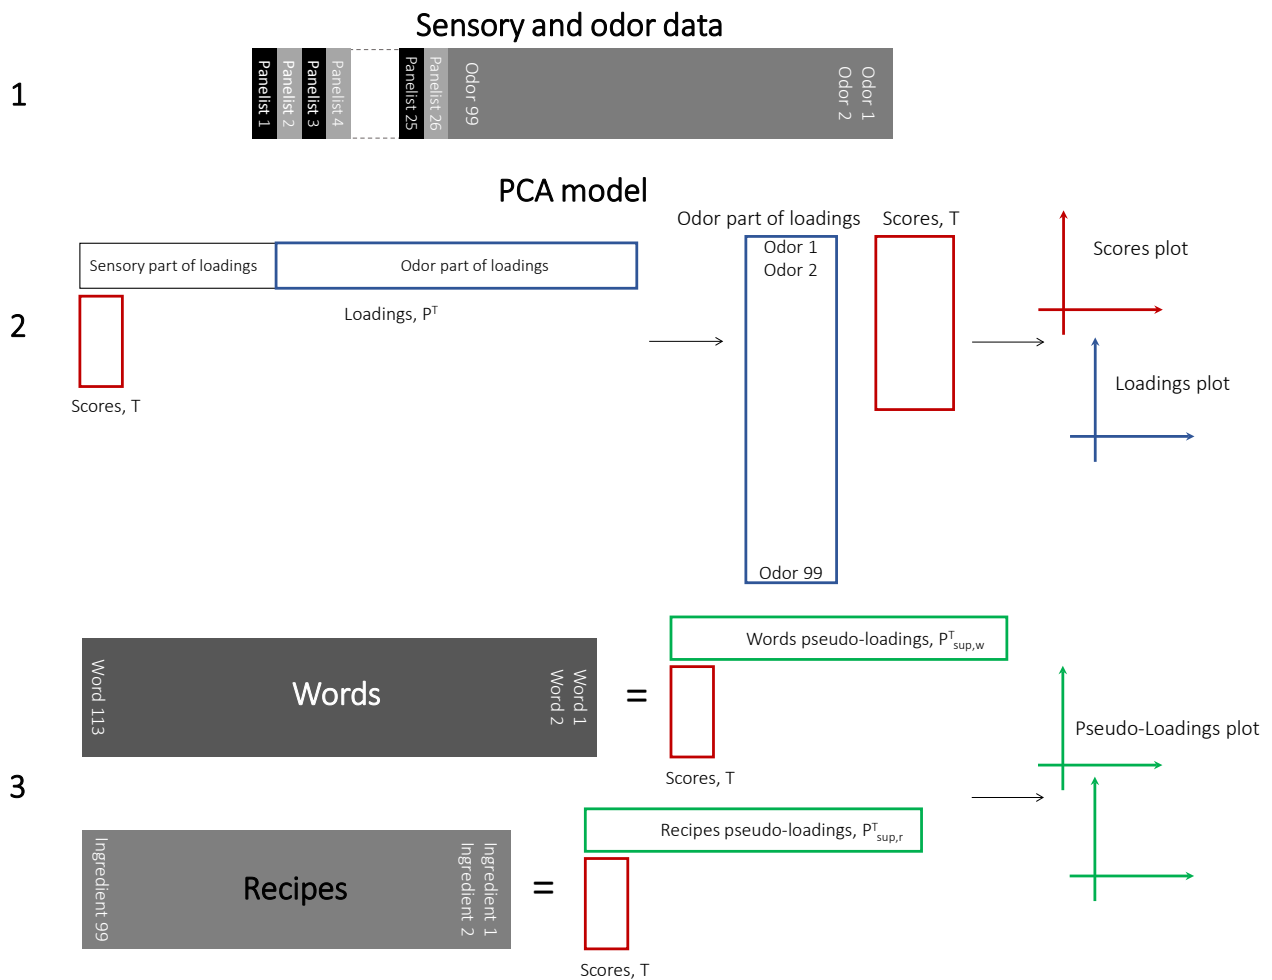 Sensory and odor data
1
Panelist 1
Panelist 2
Panelist 3
Panelist 4
Panelist 25
Panelist 26
Odor 99
Odor 2
Odor 1
PCA model
2
Sensory part of loadings
Odor part of loadings
Loadings, Pᵀ
Scores, T
Odor part of loadings
Odor 1
Odor 2
Odor 99
Scores, T
Scores plot
Loadings plot
3
Word 113
Words
Word 2
Word 1
=
Words pseudo-loadings, Pᵀsup,w
Scores, T
Pseudo-Loadings plot
Ingredient 99
Recipes
Ingredient 2
Ingredient 1
=
Recipes pseudo-loadings, Pᵀsup,r
Scores, T